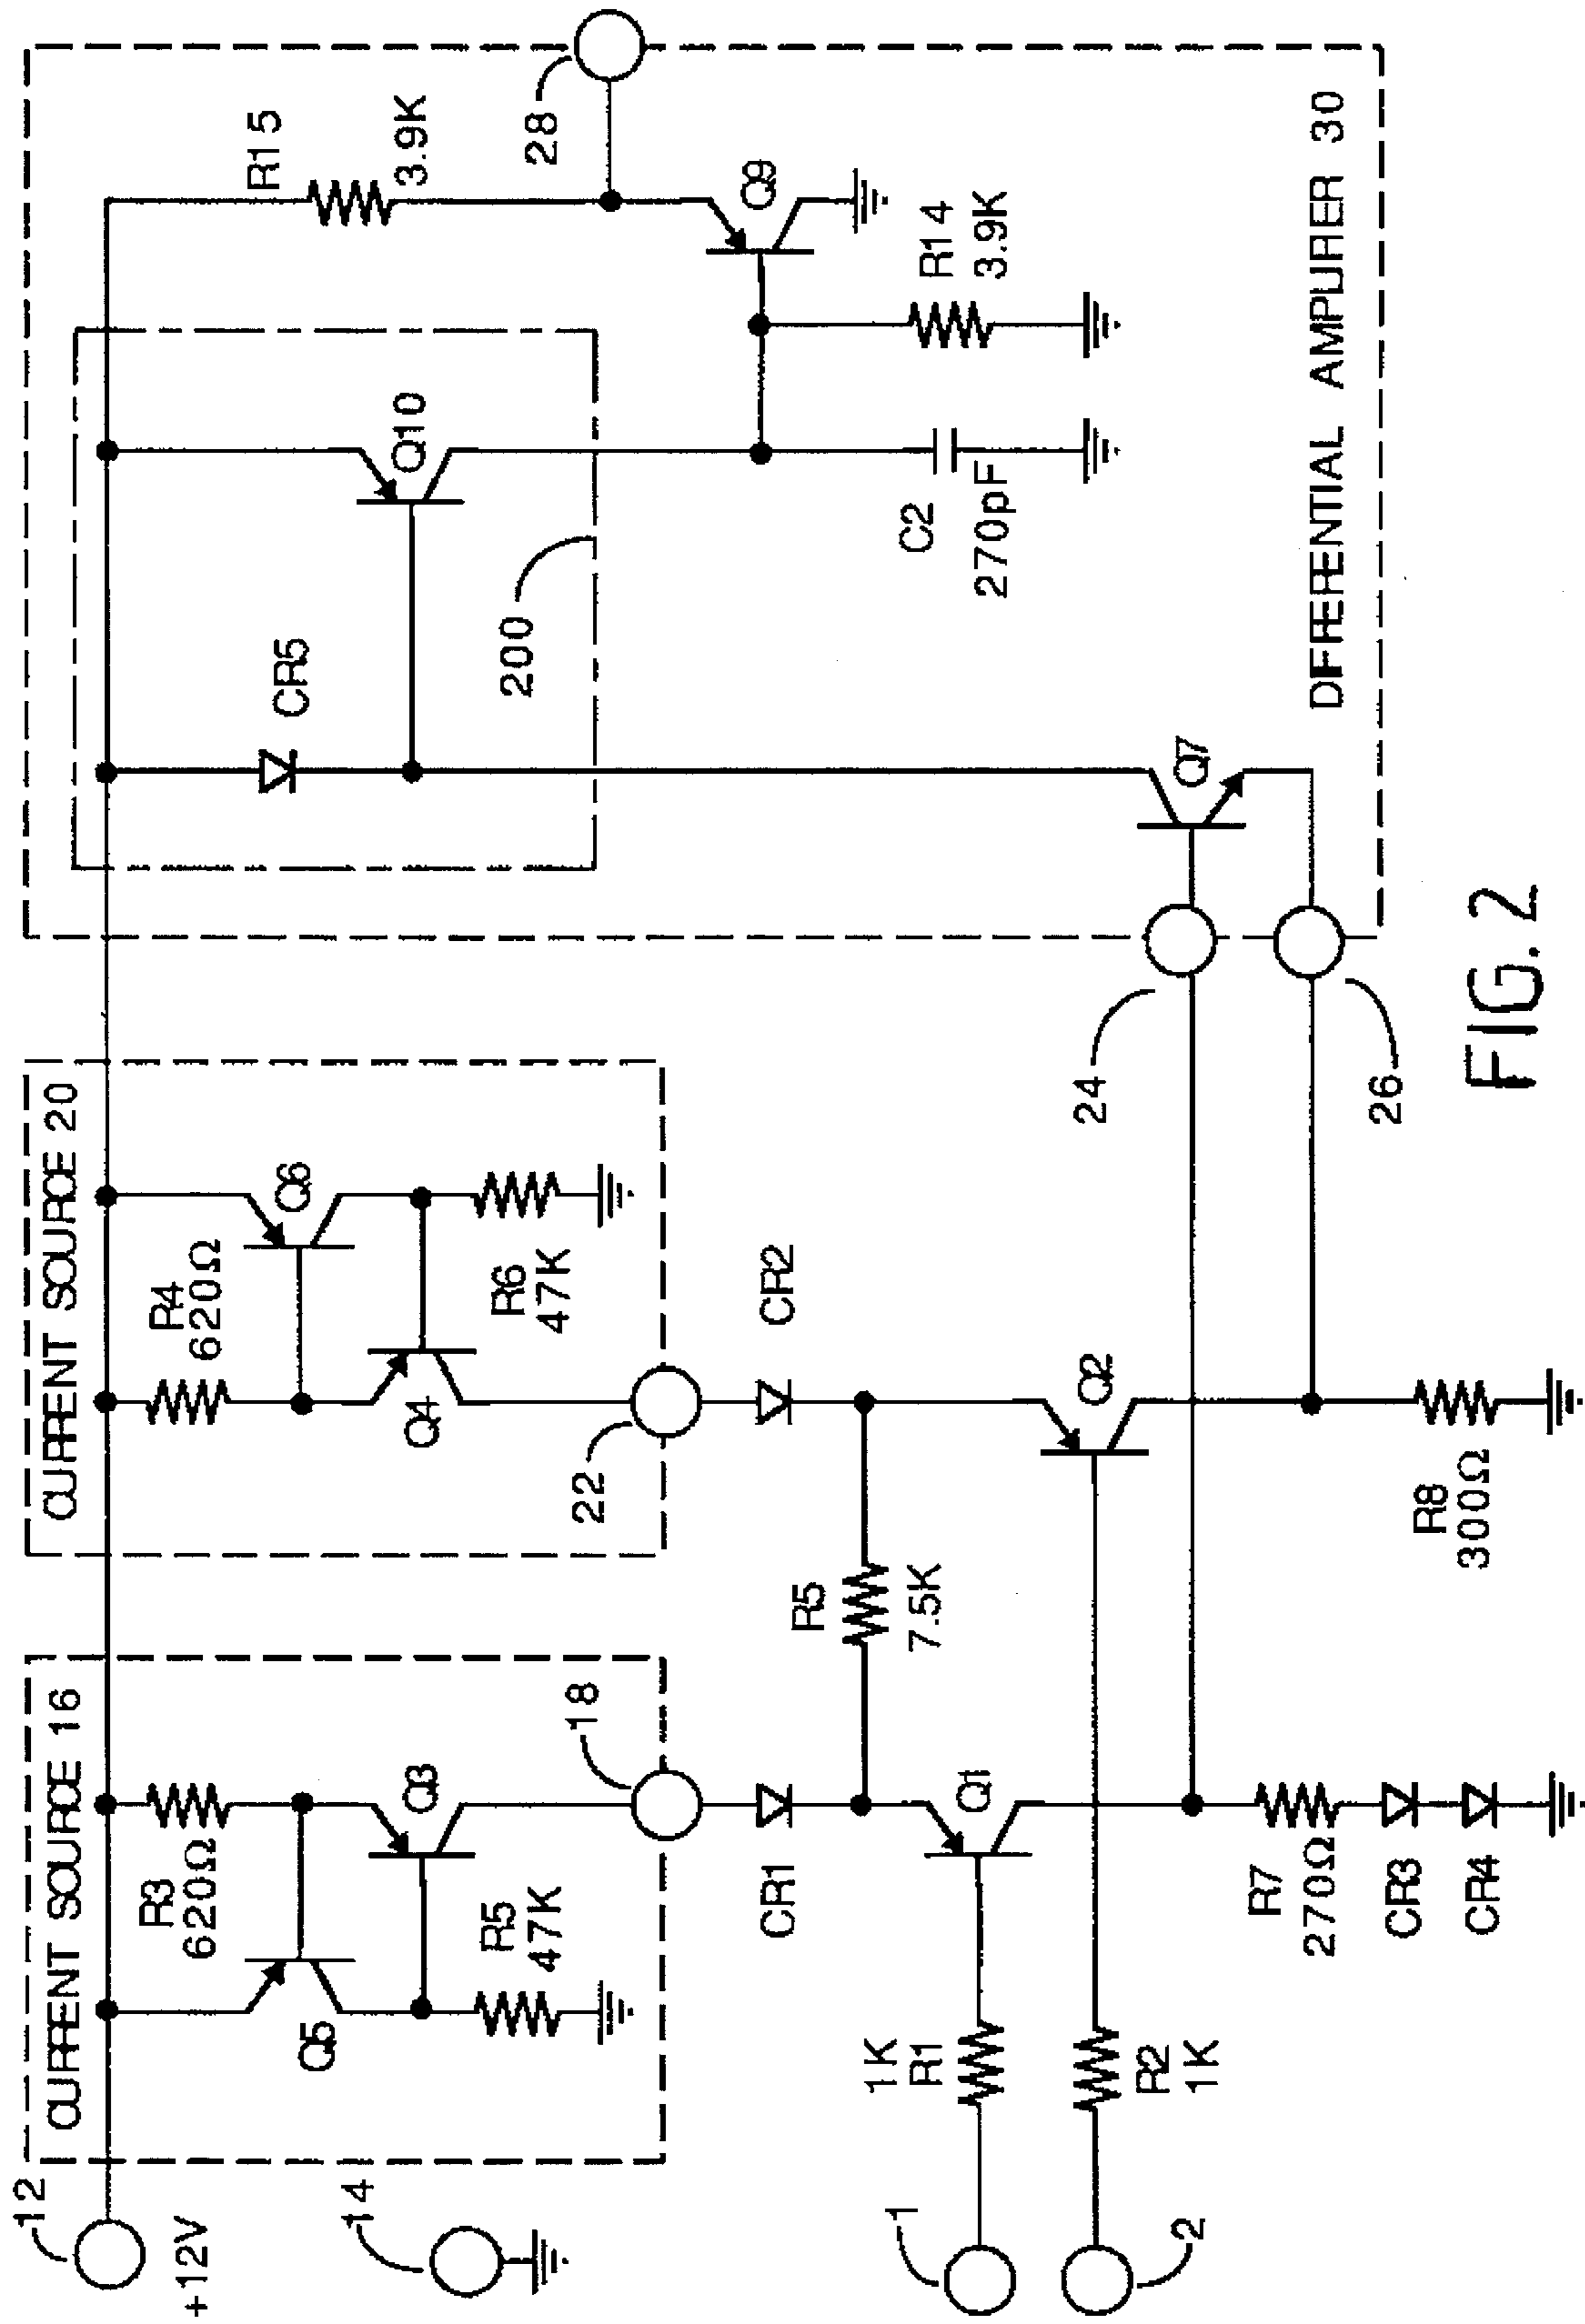 12
+12V
14
1
2
CURRENT SOURCE 16
R3
620Ω
Q5
Q3
R5
47K
18
CURRENT SOURCE 20
R4
620Ω
Q6
Q4
R6
47K
22
CR1
CR2
R5
7.5K
1K
R1
R2
1K
Q1
Q2
R7
270Ω
CR3
CR4
R8
300Ω
24
26
CR5
Q10
200
R15
3.9K
28
Q9
R14
3.9K
C2
270pF
Q7
DIFFERENTIAL AMPLIRER 30
FIG. 2